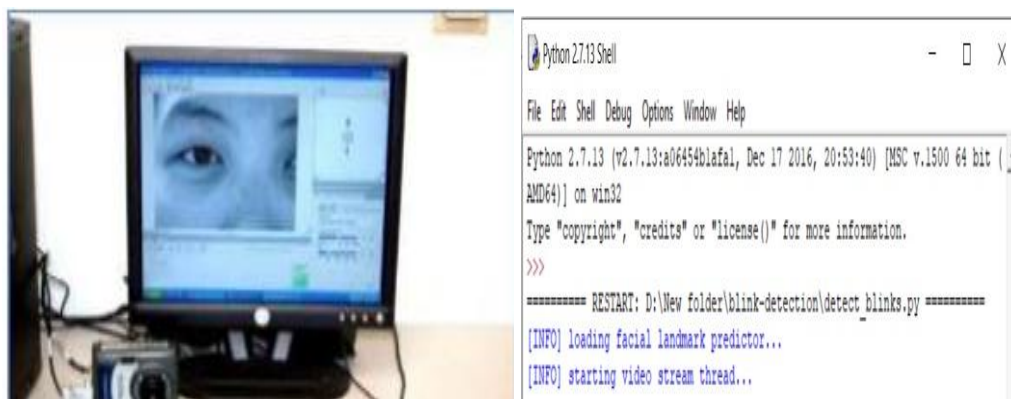 Python 2.7.13 Shell
File Edit Shell Debug Options Window Help
Python 2.7.13 (v2.7.13:a06454b1afa1, Dec 17 2016, 20:53:40) [MSC v.1500 64 bit (
AMD64)] on win32
Type "copyright", "credits" or "license()" for more information.
>>>
========== RESTART: D:\New folder\blink-detection\detect_blinks.py ==========
[INFO] loading facial landmark predictor...
[INFO] starting video stream thread...